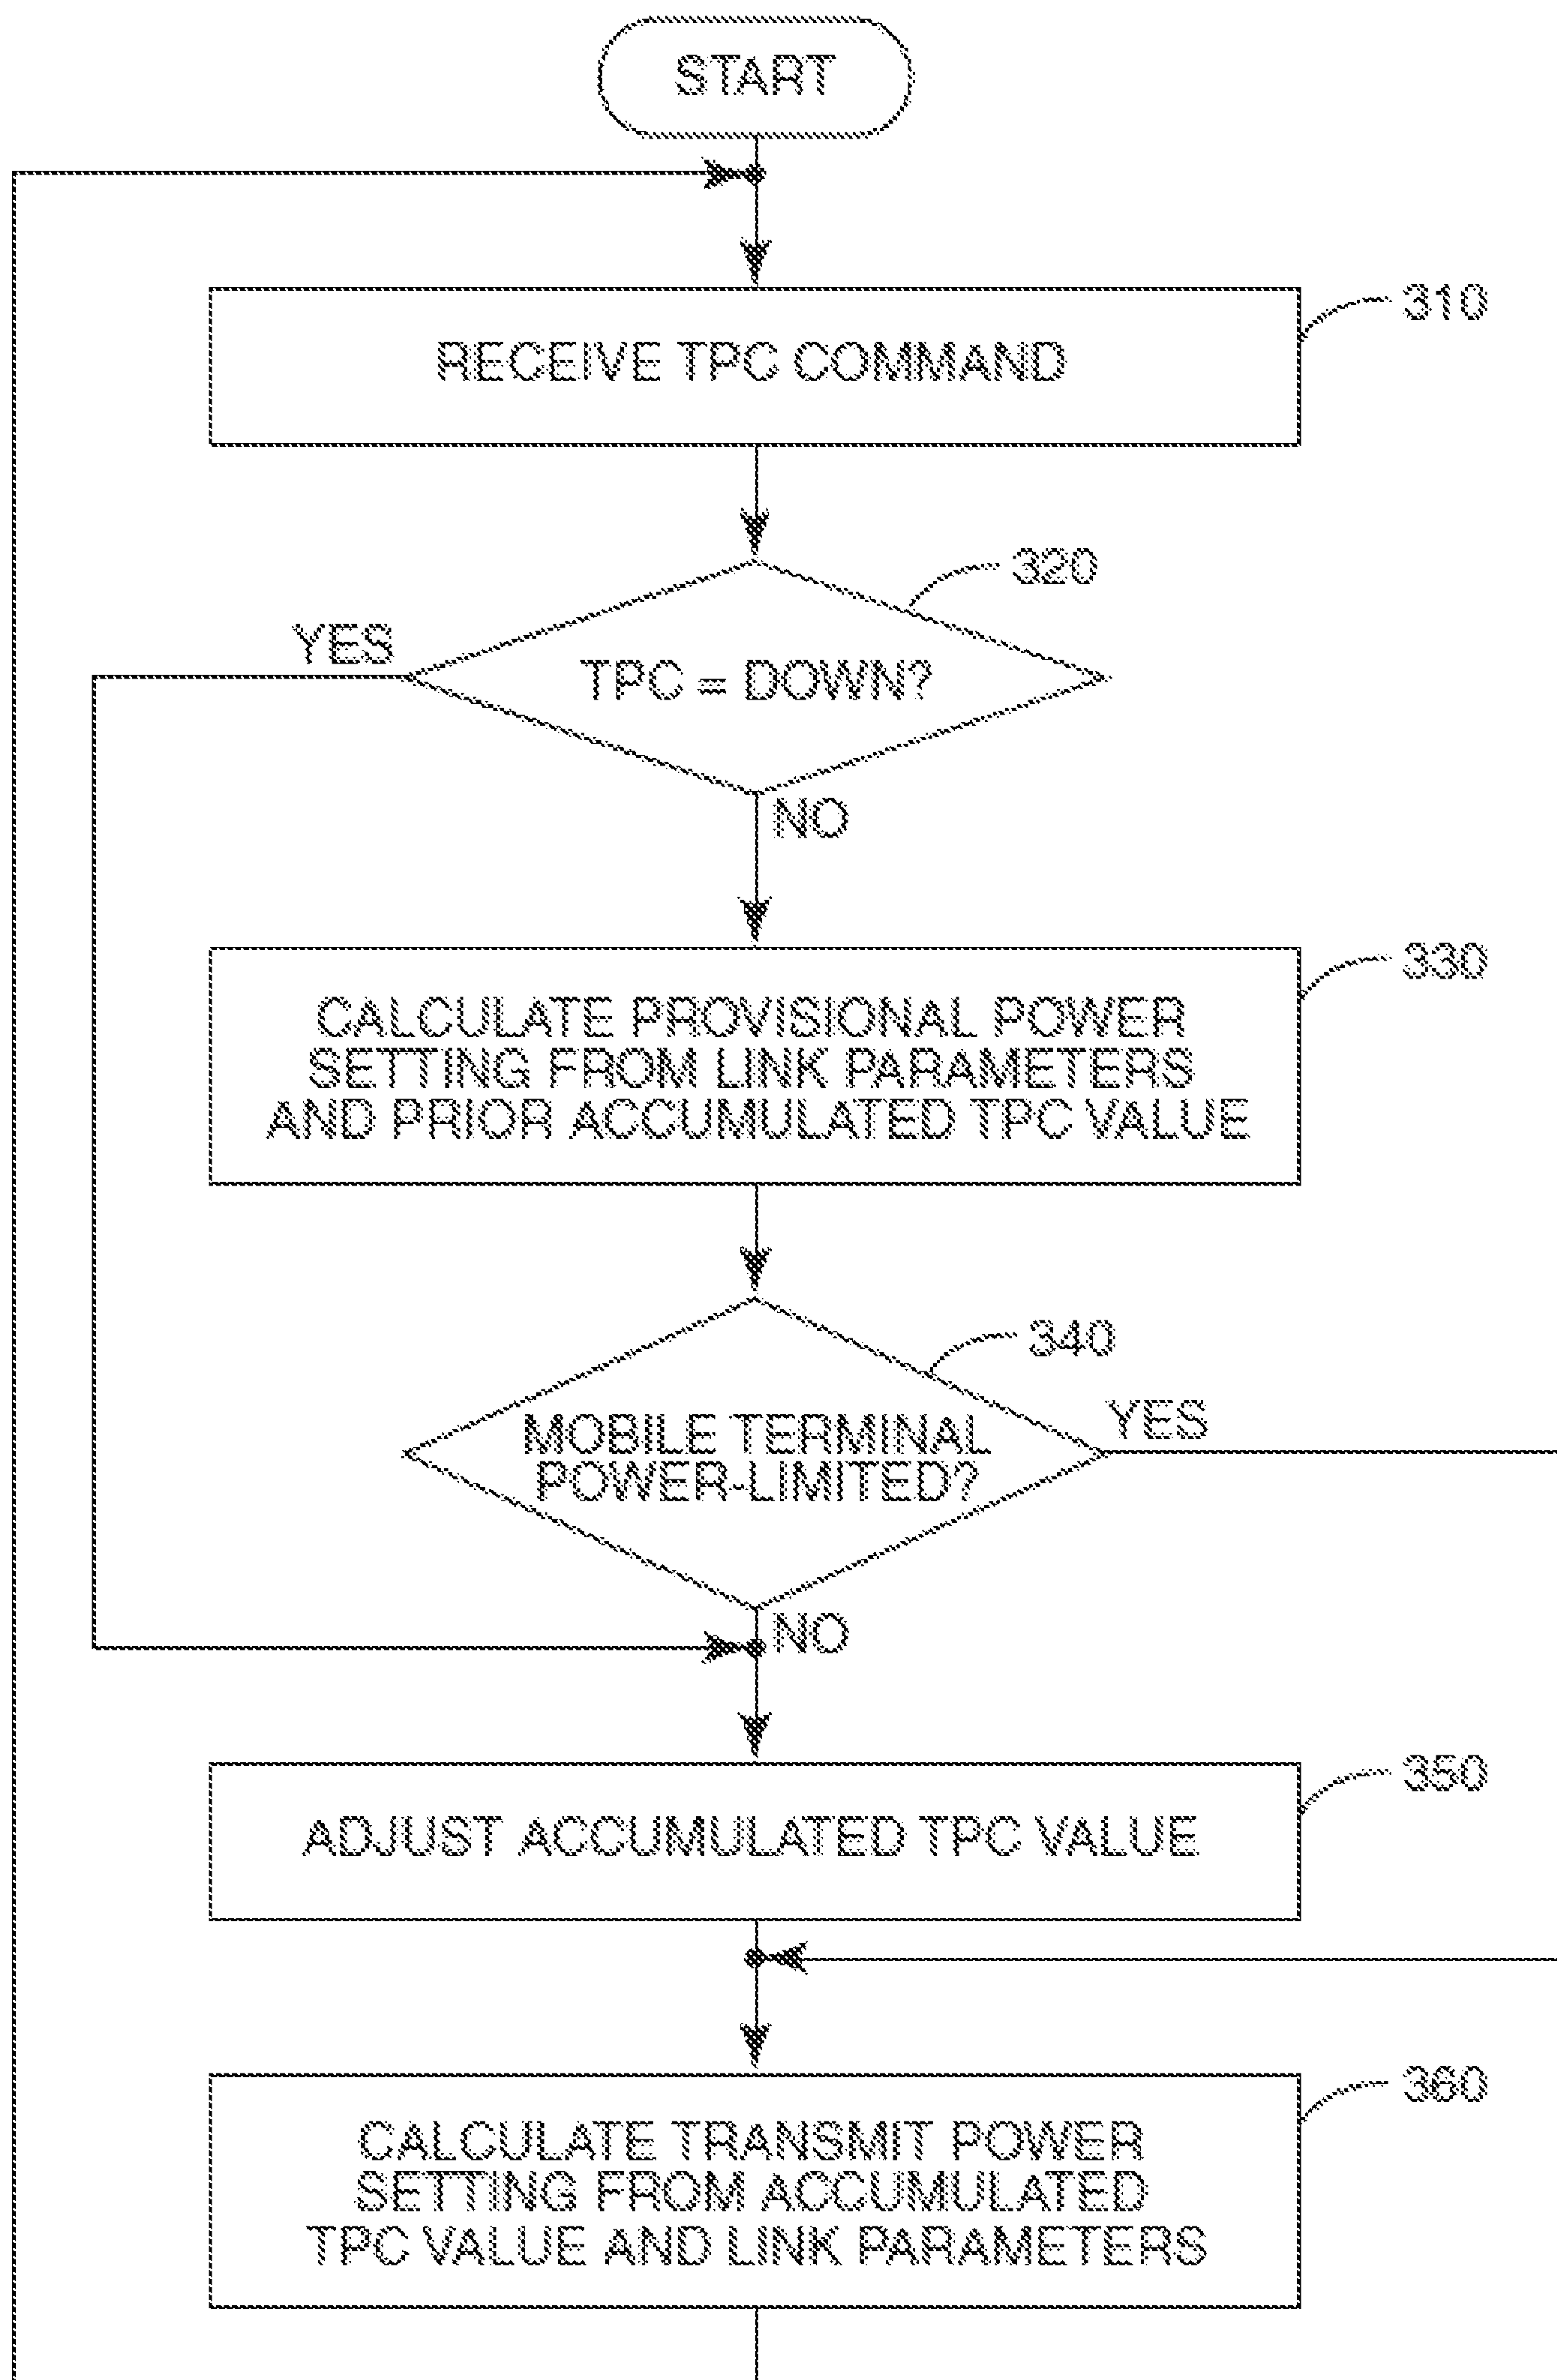 START
310
RECEIVE TPC COMMAND
320
YES
TPC = DOWN?
NO
330
CALCULATE PROVISIONAL POWER
SETTING FROM LINK PARAMETERS
AND PRIOR ACCUMULATED TPC VALUE
340
YES
MOBILE TERMINAL
POWER-LIMITED?
NO
350
ADJUST ACCUMULATED TPC VALUE
360
CALCULATE TRANSMIT POWER
SETTING FROM ACCUMULATED
TPC VALUE AND LINK PARAMETERS